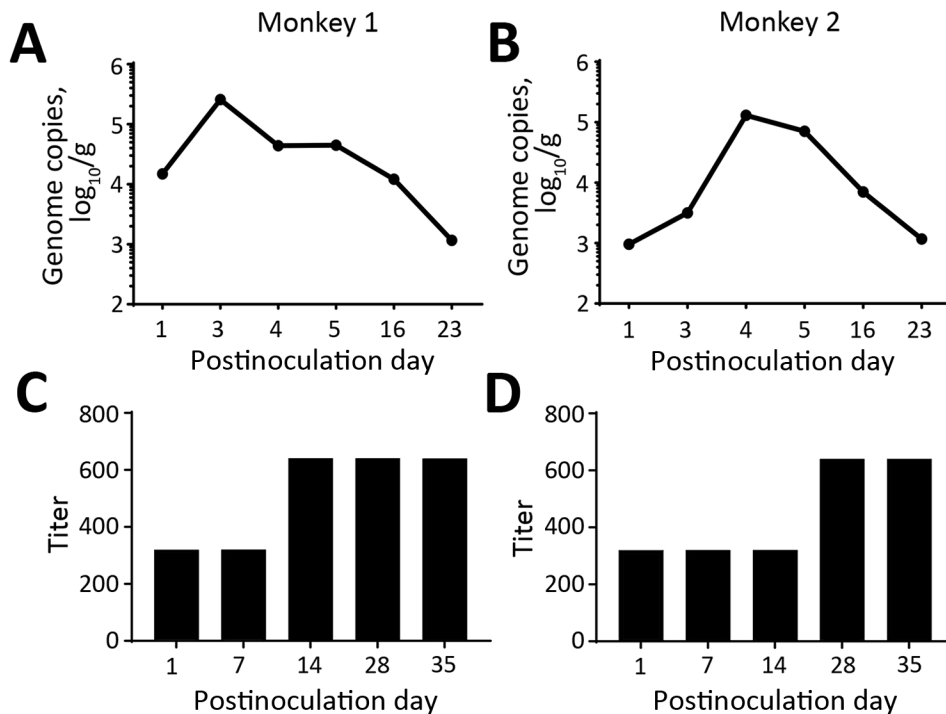 A
Monkey 1
Genome copies,
log10/g
6
5
4
3
2
1 3 4 5 16 23
Postinoculation day
B
Monkey 2
Genome copies,
log10/g
6
5
4
3
2
1 3 4 5 16 23
Postinoculation day
C
Titer
800
600
400
200
0
1 7 14 28 35
Postinoculation day
D
Titer
800
600
400
200
0
1 7 14 28 35
Postinoculation day